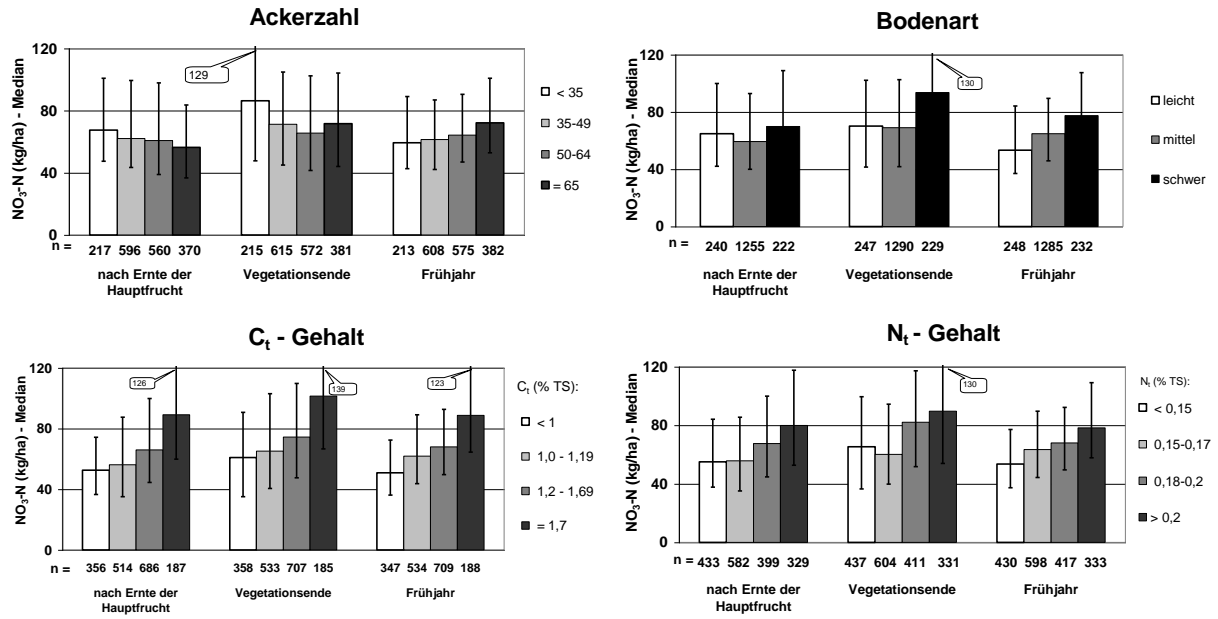 Ackerzahl
NO3-N (kg/ha) - Median
120
80
40
0
129
< 35
35-49
50-64
= 65
n = 217 596 560 370 215 615 572 381 213 608 575 382
nach Ernte der Hauptfrucht
Vegetationsende
Frühjahr
Bodenart
NO3-N (kg/ha) - Median
120
80
40
0
130
leicht
mittel
schwer
n = 240 1255 222 247 1290 229 248 1285 232
nach Ernte der Hauptfrucht
Vegetationsende
Frühjahr
Ct - Gehalt
NO3-N (kg/ha) - Median
120
80
40
0
126
139
123
Ct (% TS):
< 1
1,0 - 1,19
1,2 - 1,69
= 1,7
n = 356 514 686 187 358 533 707 185 347 534 709 188
nach Ernte der Hauptfrucht
Vegetationsende
Frühjahr
Nt - Gehalt
NO3-N (kg/ha) - Median
120
80
40
0
130
Nt (% TS):
< 0,15
0,15-0,17
0,18-0,2
> 0,2
n = 433 582 399 329 437 604 411 331 430 598 417 333
nach Ernte der Hauptfrucht
Vegetationsende
Frühjahr